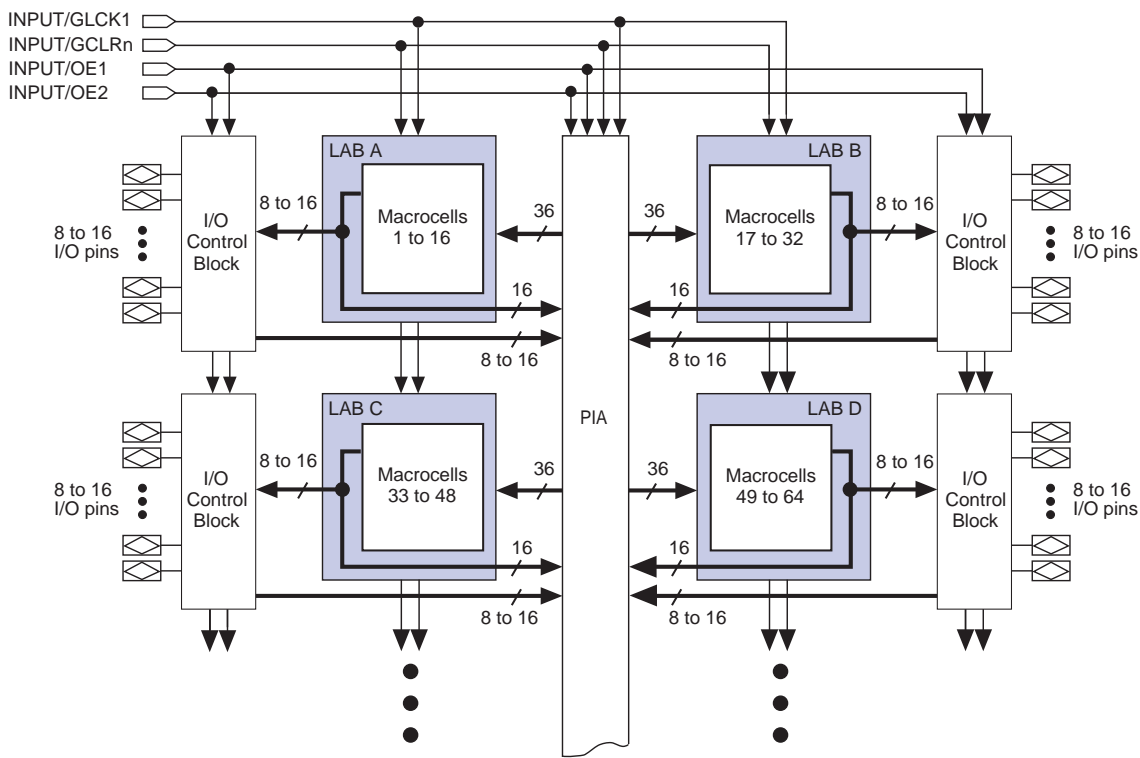 INPUT/GLCK1
INPUT/GCLRn
INPUT/OE1
INPUT/OE2
LAB A
LAB B
8 to 16
I/O pins
I/O
Control
Block
8 to 16
Macrocells
1 to 16
36
36
Macrocells
17 to 32
8 to 16
I/O
Control
Block
8 to 16
I/O pins
16
16
8 to 16
8 to 16
LAB C
PIA
LAB D
8 to 16
I/O pins
I/O
Control
Block
8 to 16
Macrocells
33 to 48
36
36
Macrocells
49 to 64
8 to 16
I/O
Control
Block
8 to 16
I/O pins
16
16
8 to 16
8 to 16